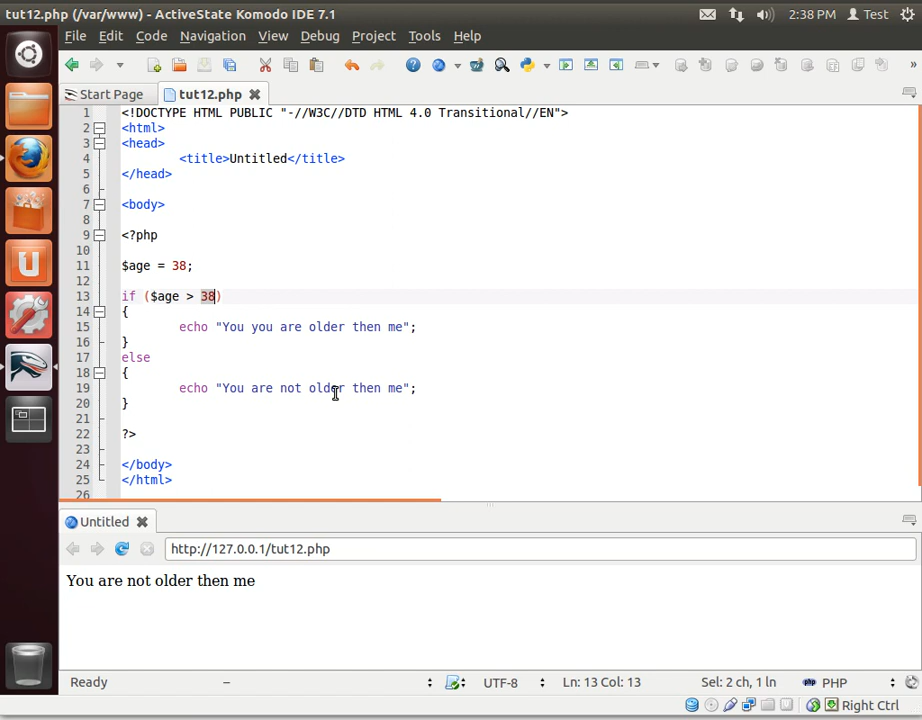 tut12.php (/var/www) - ActiveState Komodo IDE 7.1
2:38 PM Test
File Edit Code Navigation View Debug Project Tools Help
Start Page tut12.php
1 <!DOCTYPE HTML PUBLIC "-//W3C//DTD HTML 4.0 Transitional//EN">
2 <html>
3 <head>
4 <title>Untitled</title>
5 </head>
6
7 <body>
8
9 <?php
10
11 $age = 38;
12
13 if ($age > 38)
14 {
15 echo "You you are older then me";
16 }
17 else
18 {
19 echo "You are not older then me";
20 }
21
22 ?>
23
24 </body>
25 </html>
26
Untitled
http://127.0.0.1/tut12.php
You are not older then me
Ready – UTF-8 Ln: 13 Col: 13 Sel: 2 ch, 1 ln PHP
Right Ctrl